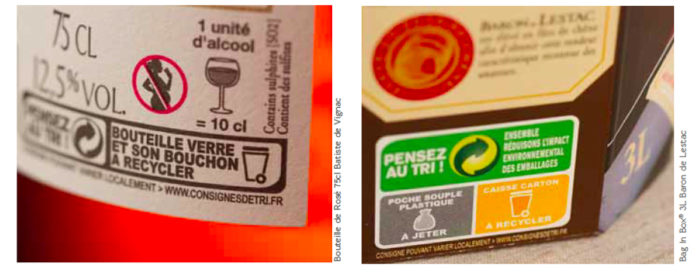 75 CL
12.5% VOL.
1 unité
d'alcool
= 10 cl
Contains sulphites [SO2]
Contient des sulfites
PENSEZ
AU TRI !
BOUTEILLE VERRE
ET SON BOUCHON
À RECYCLER
VARIER LOCALEMENT > WWW.CONSIGNESDETRI.FR
Bouteille de Rosé 75cl Batiste de Vignac
BARON DE LESTAC
PENSEZ
AU TRI !
ENSEMBLE
RÉDUISONS L'IMPACT
ENVIRONNEMENTAL
DES EMBALLAGES
POCHE SOUPLE
PLASTIQUE
À JETER
CAISSE CARTON
À RECYCLER
CONSIGNE POUVANT VARIER LOCALEMENT > WWW.CONSIGNESDETRI.FR
3L
Bag In Box® 3L Baron de Lestac